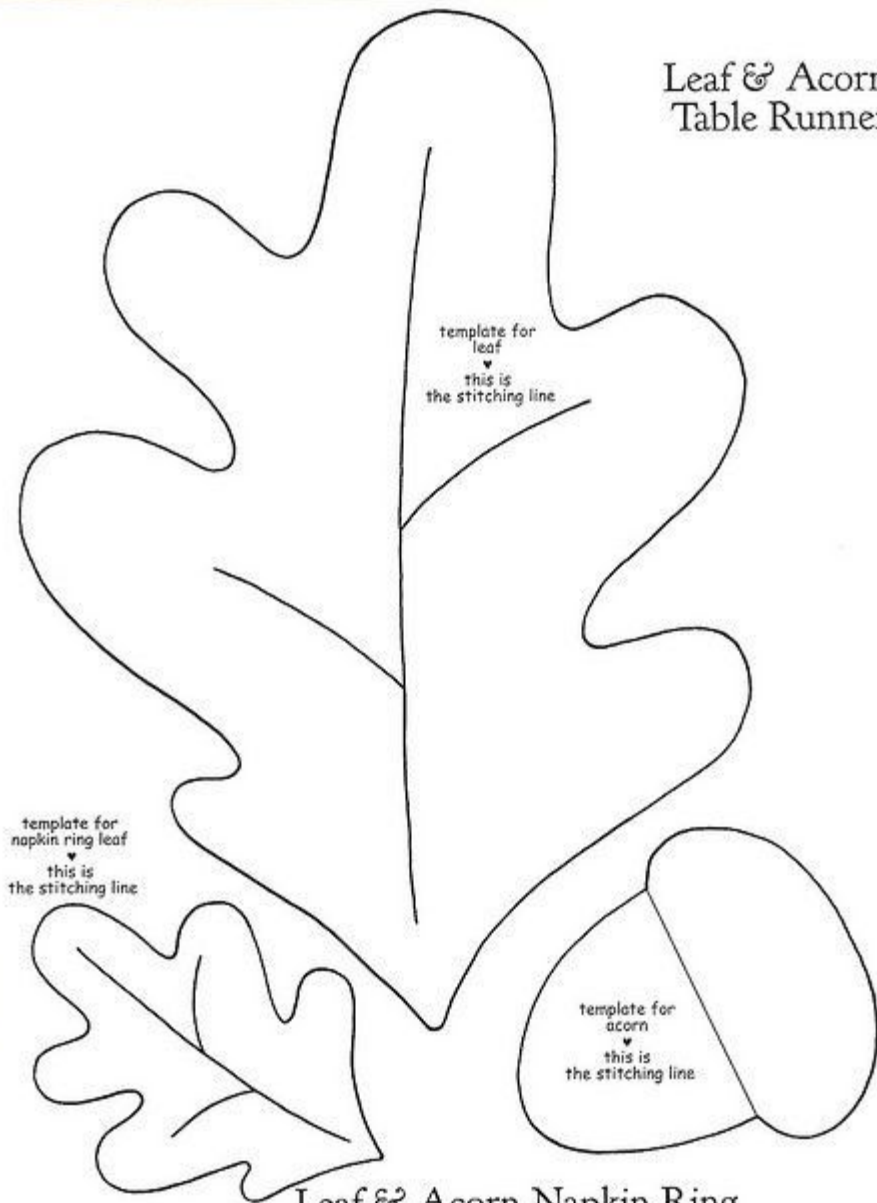 Leaf & Acorn
Table Runner
template for
leaf
♥
this is
the stitching line
template for
napkin ring leaf
♥
this is
the stitching line
template for
acorn
♥
this is
the stitching line
Leaf & Acorn Napkin Ring